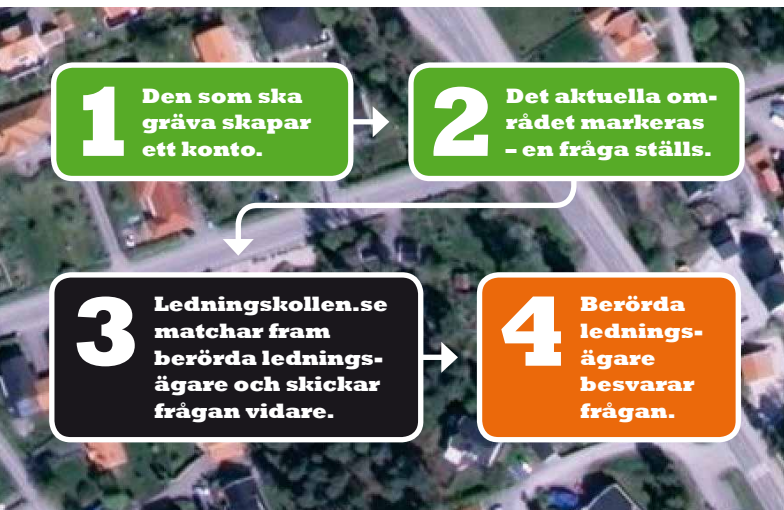 1
Den som ska
gräva skapar
ett konto.
2
Det aktuella om-
rådet markeras
– en fråga ställs.
3
Ledningskollen.se
matchar fram
berörda lednings-
ägare och skickar
frågan vidare.
4
Berörda
lednings-
ägare
besvarar
frågan.